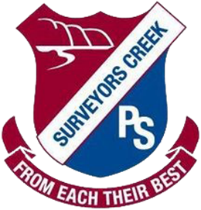 SURVEYORS CREEK
PS
FROM EACH THEIR BEST